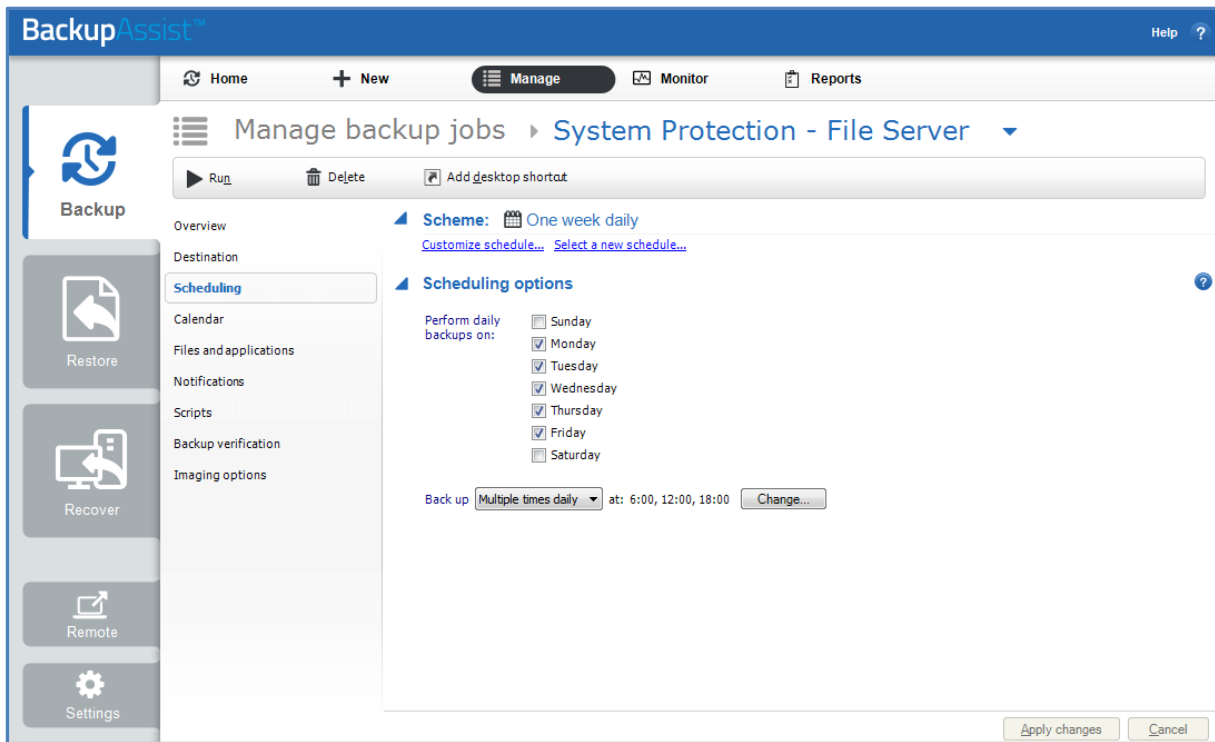 BackupAssist™
Help ?
Home New Manage Monitor Reports
Manage backup jobs System Protection - File Server
Run Delete Add desktop shortcut
Backup
Restore
Recover
Remote
Settings
Overview
Destination
Scheduling
Calendar
Files and applications
Notifications
Scripts
Backup verification
Imaging options
Scheme: One week daily
Customize schedule... Select a new schedule...
Scheduling options ?
Perform daily
backups on:
Sunday
Monday
Tuesday
Wednesday
Thursday
Friday
Saturday
Back up Multiple times daily at: 6:00, 12:00, 18:00 Change...
Apply changes Cancel